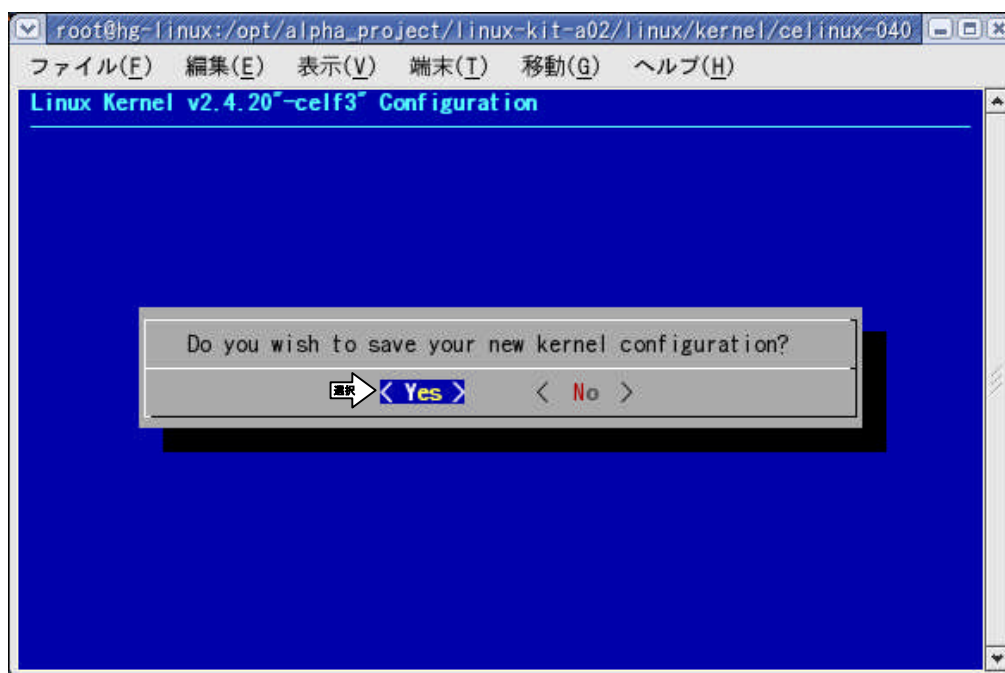 root@hg-linux:/opt/alpha_project/linux-kit-a02/linux/kernel/celinux-040
ファイル(F) 編集(E) 表示(V) 端末(T) 移動(G) ヘルプ(H)
Linux Kernel v2.4.20"-celf3" Configuration
Do you wish to save your new kernel configuration?
選択 < Yes > < No >